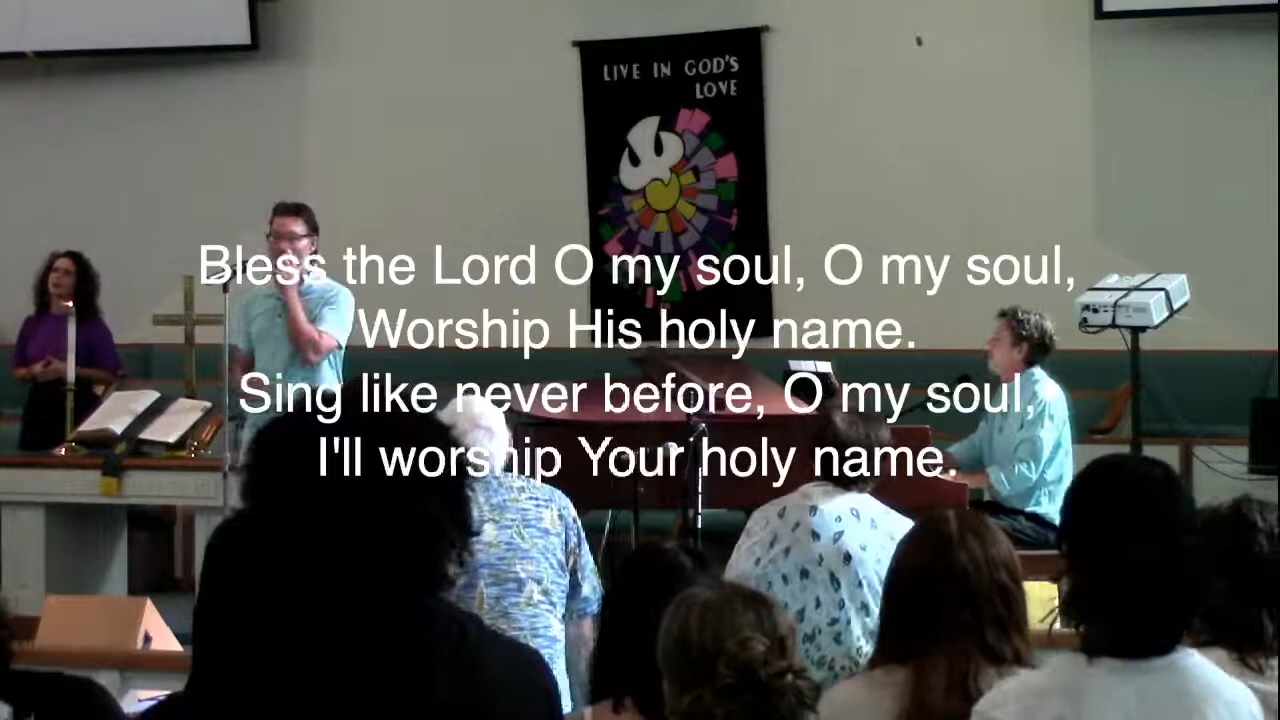 LIVE IN GOD'S
LOVE
Bless the Lord O my soul, O my soul,
Worship His holy name.
Sing like never before, O my soul,
I'll worship Your holy name.